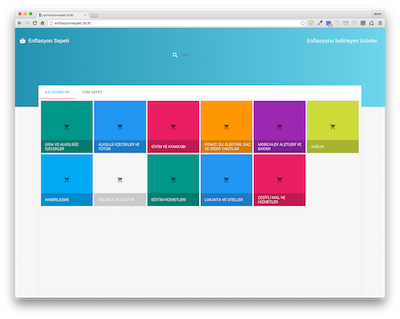 Enflasyon Sepeti
enflasyonsepeti.tk/#/
Enflasyon Sepeti
Enflasyonu belirleyen ürünler
Ara
KATEGORİLER
TÜM SEPET
GIDA VE ALKOLSÜZ
İÇECEKLER
ALKOLLÜ İÇECEKLER VE
TÜTÜN
GİYİM VE AYAKKABI
KONUT, SU, ELEKTRİK, GAZ
VE DİĞER YAKITLAR
MOBİLYA,EV ALETLERİ VE
BAKIMI
SAĞLIK
HABERLEŞME
EĞLENCE VE KÜLTÜR
EĞİTİM HİZMETLERİ
LOKANTA VE OTELLER
ÇEŞİTLİ MAL VE
HİZMETLER